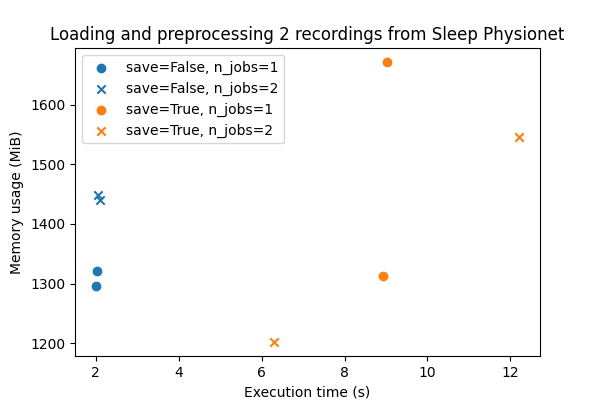 Loading and preprocessing 2 recordings from Sleep Physionet
save=False, n_jobs=1
save=False, n_jobs=2
save=True, n_jobs=1
save=True, n_jobs=2
Memory usage (MiB)
1600
1500
1400
1300
1200
2 4 6 8 10 12
Execution time (s)